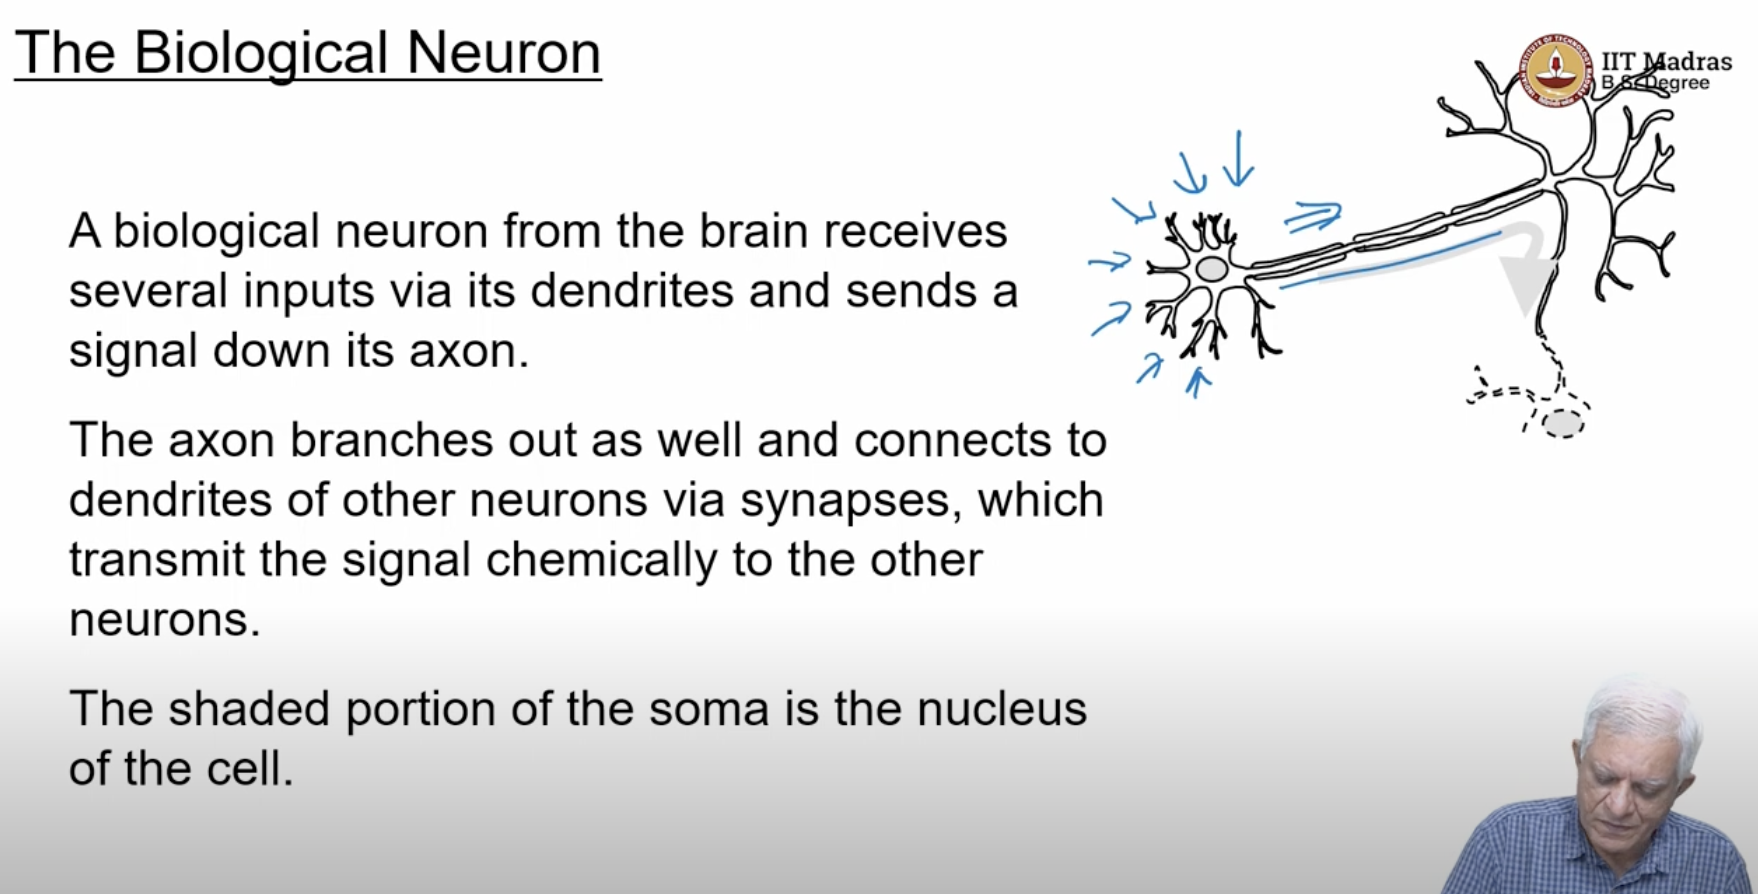 The Biological Neuron
IIT Madras
B.Sc Degree
A biological neuron from the brain receives
several inputs via its dendrites and sends a
signal down its axon.
The axon branches out as well and connects to
dendrites of other neurons via synapses, which
transmit the signal chemically to the other
neurons.
The shaded portion of the soma is the nucleus
of the cell.